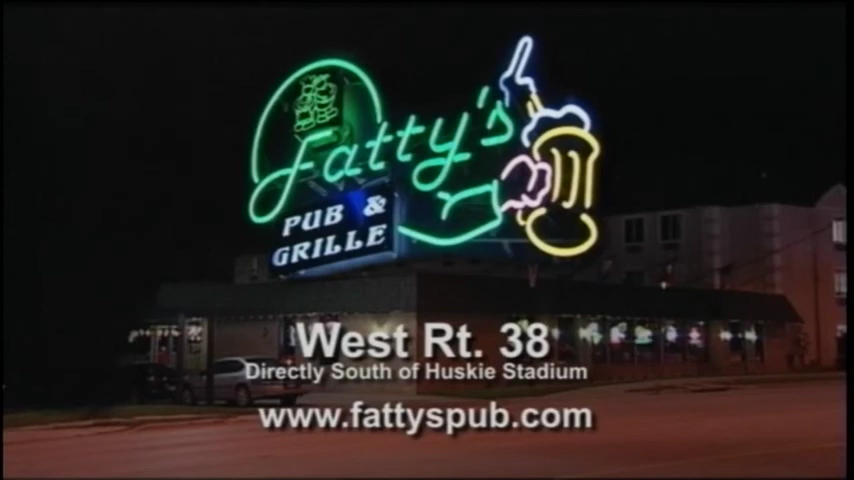 Fatty's
PUB &
GRILLE
West Rt. 38
Directly South of Huskie Stadium
www.fattyspub.com